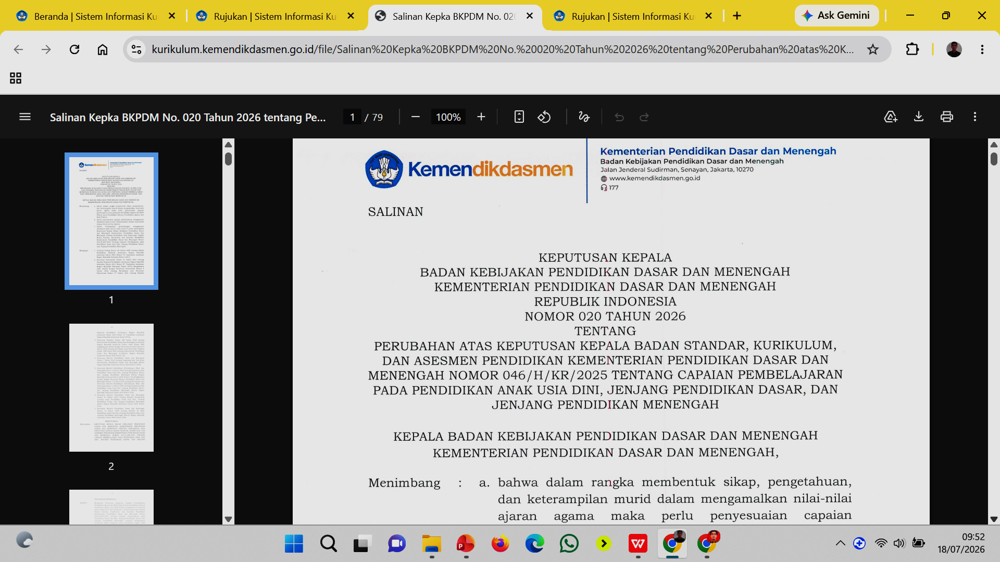 Beranda | Sistem Informasi Ku
Rujukan | Sistem Informasi Ku
Salinan Kepka BKPDM No. 020
Rujukan | Sistem Informasi Ku
Ask Gemini
kurikulum.kemendikdasmen.go.id/file/Salinan%20Kepka%20BKPDM%20No.%20020%20Tahun%202026%20tentang%20Perubahan%20atas%20K...
Salinan Kepka BKPDM No. 020 Tahun 2026 tentang Pe...
1 / 79
100%
1
2
Kemendikdasmen
Kementerian Pendidikan Dasar dan Menengah
Badan Kebijakan Pendidikan Dasar dan Menengah
Jalan Jenderal Sudirman, Senayan, Jakarta, 10270
www.kemendikdasmen.go.id
177
SALINAN
KEPUTUSAN KEPALA
BADAN KEBIJAKAN PENDIDIKAN DASAR DAN MENENGAH
KEMENTERIAN PENDIDIKAN DASAR DAN MENENGAH
REPUBLIK INDONESIA
NOMOR 020 TAHUN 2026
TENTANG
PERUBAHAN ATAS KEPUTUSAN KEPALA BADAN STANDAR, KURIKULUM,
DAN ASESMEN PENDIDIKAN KEMENTERIAN PENDIDIKAN DASAR DAN
MENENGAH NOMOR 046/H/KR/2025 TENTANG CAPAIAN PEMBELAJARAN
PADA PENDIDIKAN ANAK USIA DINI, JENJANG PENDIDIKAN DASAR, DAN
JENJANG PENDIDIKAN MENENGAH
KEPALA BADAN KEBIJAKAN PENDIDIKAN DASAR DAN MENENGAH
KEMENTERIAN PENDIDIKAN DASAR DAN MENENGAH,
Menimbang : a. bahwa dalam rangka membentuk sikap, pengetahuan,
dan keterampilan murid dalam mengamalkan nilai-nilai
ajaran agama maka perlu penyesuaian capaian
09:52
18/07/2026